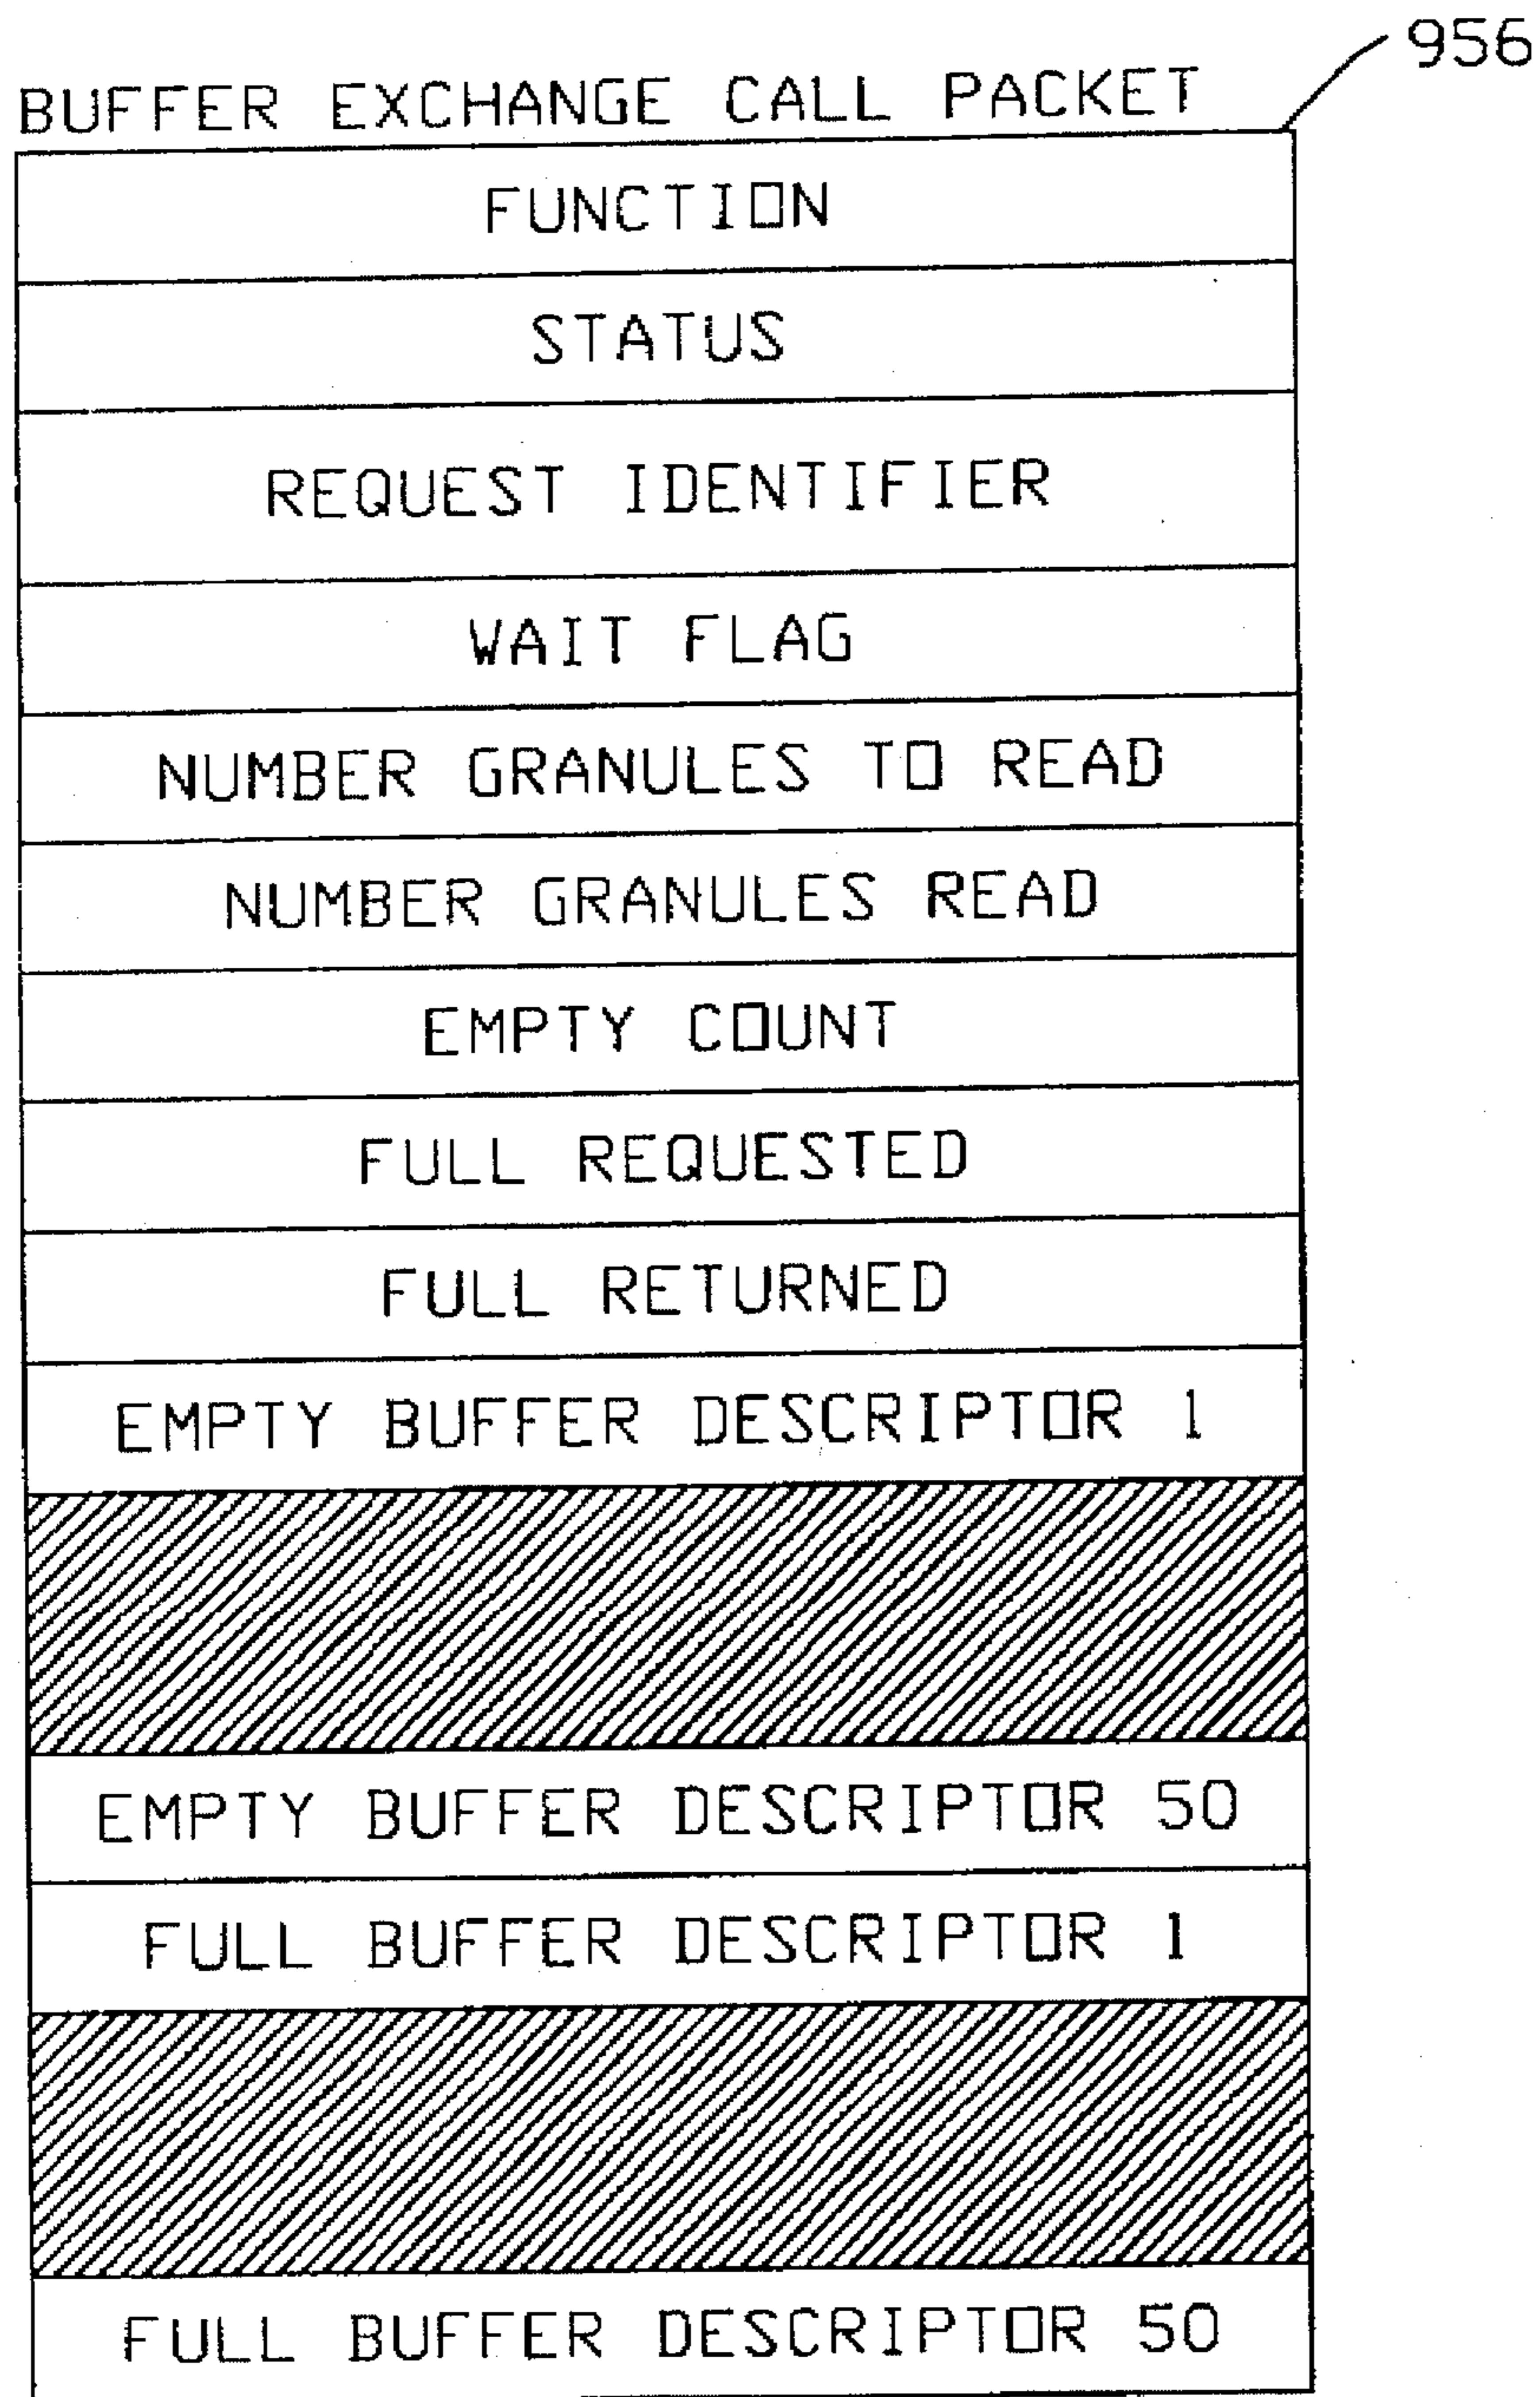 956
BUFFER EXCHANGE CALL PACKET
FUNCTION
STATUS
REQUEST IDENTIFIER
WAIT FLAG
NUMBER GRANULES TO READ
NUMBER GRANULES READ
EMPTY COUNT
FULL REQUESTED
FULL RETURNED
EMPTY BUFFER DESCRIPTOR 1
EMPTY BUFFER DESCRIPTOR 50
FULL BUFFER DESCRIPTOR 1
FULL BUFFER DESCRIPTOR 50